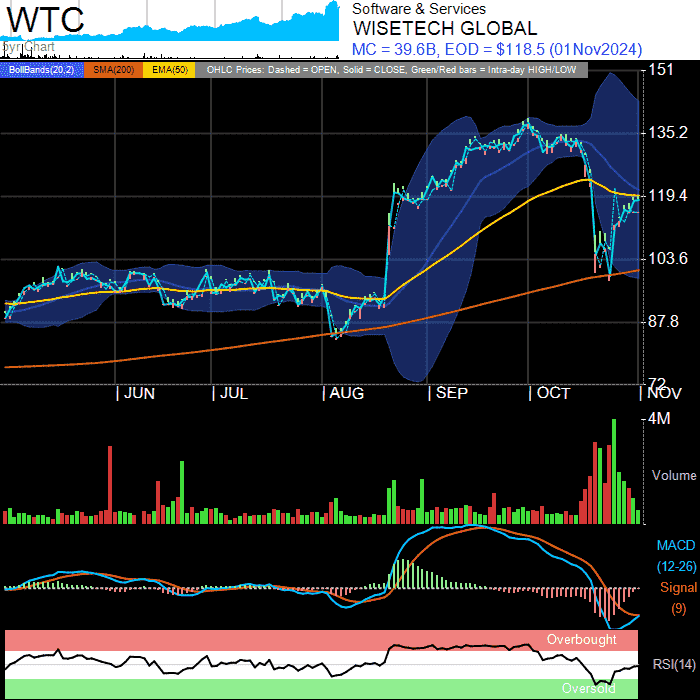 WTC
Software & Services
WISETECH GLOBAL
MC = 39.6B, EOD = $118.5 (01Nov2024)
5yr Chart
BollBands(20,2) SMA(200) EMA(50) OHLC Prices: Dashed = OPEN, Solid = CLOSE, Green/Red bars = Intra-day HIGH/LOW
151
135.2
119.4
103.6
87.8
72
JUN JUL AUG SEP OCT NOV
4M
Volume
MACD
(12-26)
Signal
(9)
Overbought
RSI(14)
Oversold